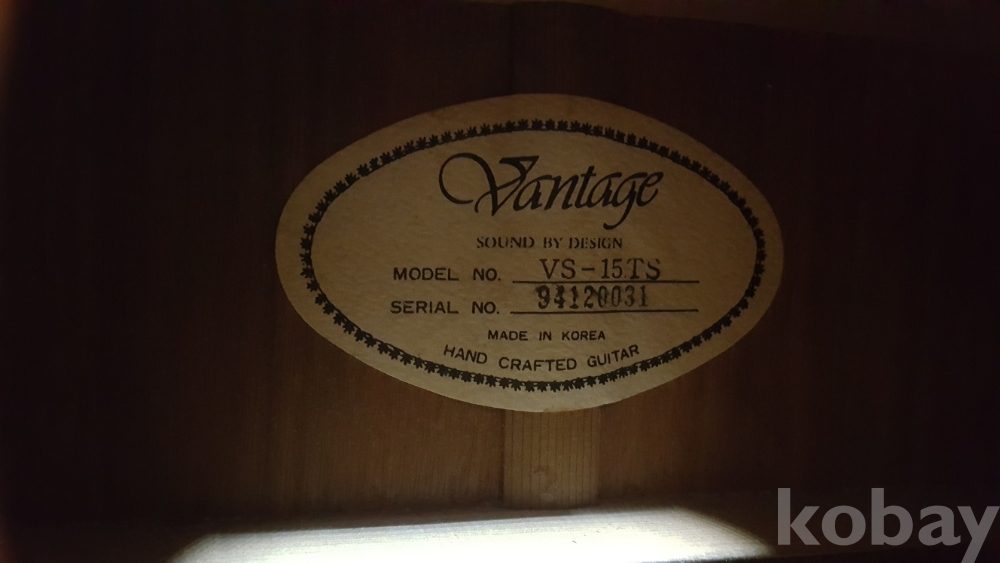 Vantage
SOUND BY DESIGN
MODEL NO. VS-15TS
SERIAL NO. 94120031
MADE IN KOREA
HAND CRAFTED GUITAR
kobay